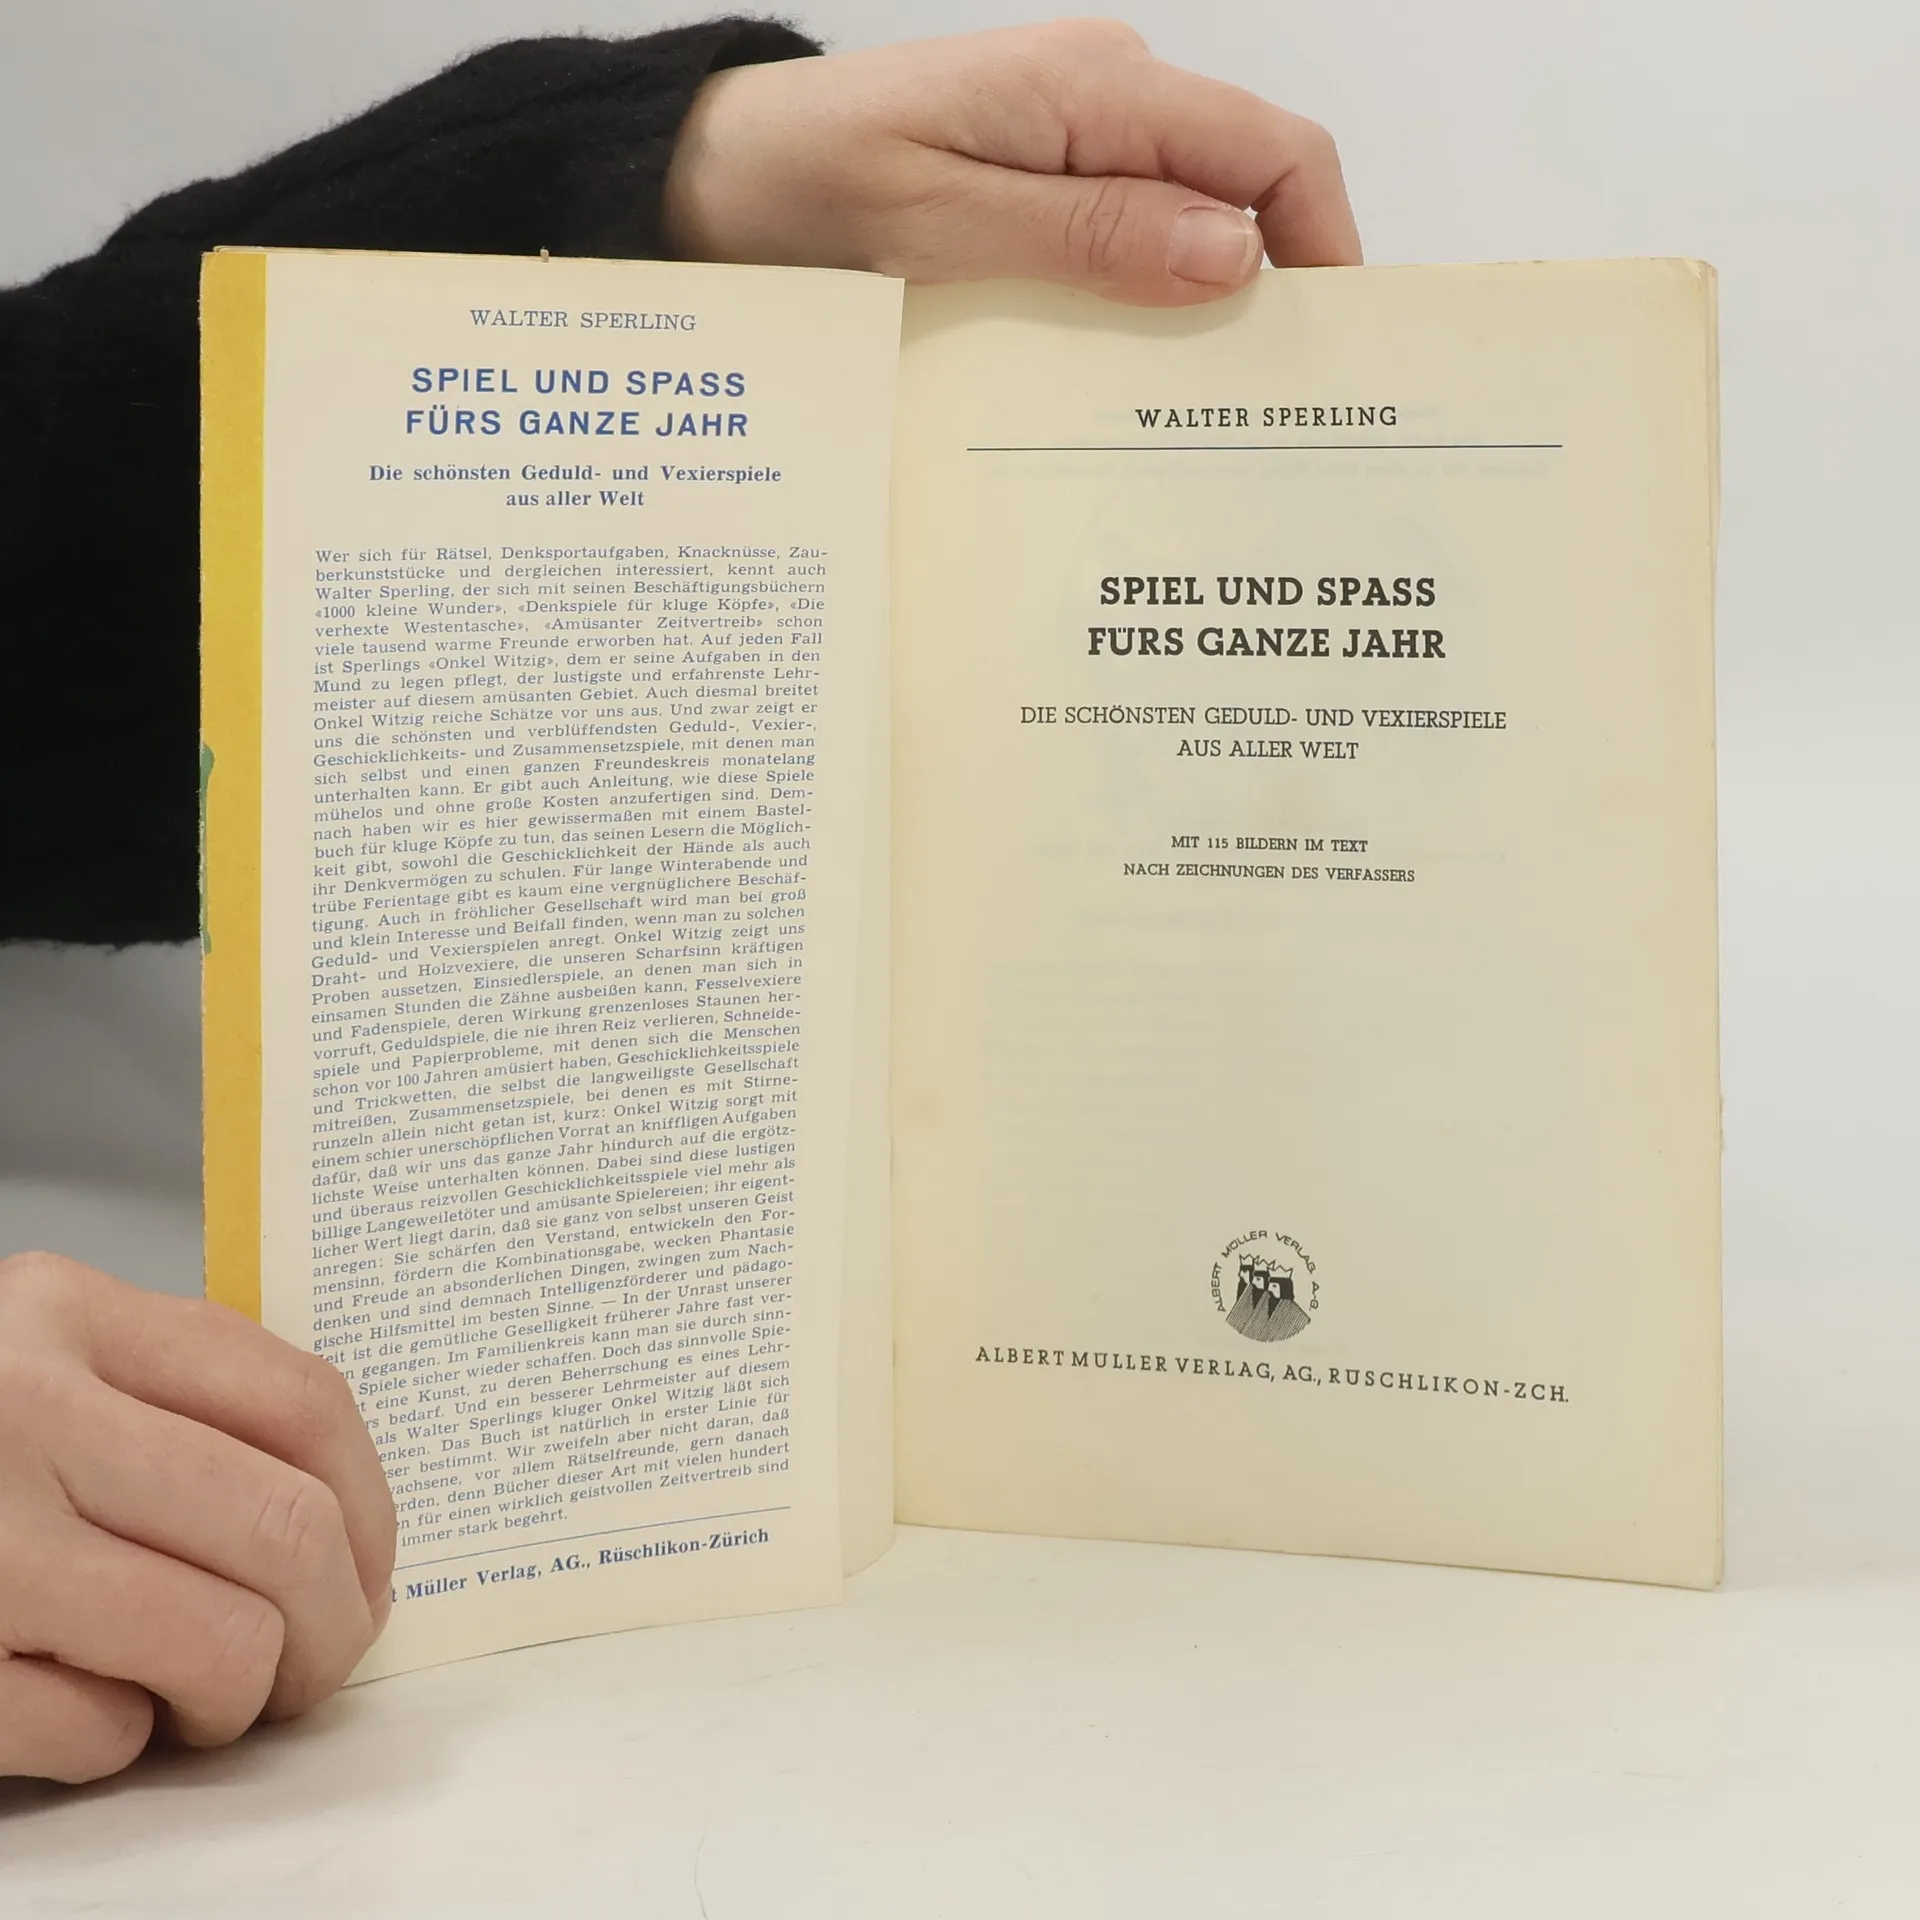 WALTER SPERLING
SPIEL UND SPASS
FÜRS GANZE JAHR
Die schönsten Geduld- und Vexierspiele
aus aller Welt
Wer sich für Rätsel, Denksportaufgaben, Knacknüsse, Zau-
berkunststücke und dergleichen interessiert, kennt auch
Walter Sperling, der sich mit seinen Beschäftigungsbüchern
«1000 kleine Wunder», «Denkspiele für kluge Köpfe», «Die
verhexte Westentasche», «Amüsanter Zeitvertreib» schon
viele tausend warme Freunde erworben hat. Auf jeden Fall
ist Sperlings «Onkel Witzig», dem er seine Aufgaben in den
Mund zu legen pflegt, der lustigste und erfahrenste Lehr-
meister auf diesem amüsanten Gebiet. Auch diesmal breitet
Onkel Witzig reiche Schätze vor uns aus. Und zwar zeigt er
uns die schönsten und verblüffendsten Geduld-, Vexier-,
Geschicklichkeits- und Zusammensetzspiele, mit denen man
sich selbst und einen ganzen Freundeskreis monatelang
unterhalten kann. Er gibt auch Anleitung, wie diese Spiele
mühelos und ohne große Kosten anzufertigen sind. Dem-
nach haben wir es hier gewissermaßen mit einem Bastel-
buch für kluge Köpfe zu tun, das seinen Lesern die Möglich-
keit gibt, sowohl die Geschicklichkeit der Hände als auch
ihr Denkvermögen zu schulen. Für lange Winterabende und
trübe Ferientage gibt es kaum eine vergnüglichere Beschäf-
tigung. Auch in fröhlicher Gesellschaft wird man bei groß
und klein Interesse und Beifall finden, wenn man zu solchen
Geduld- und Vexierspielen anregt. Onkel Witzig zeigt uns
Draht- und Holzvexiere, die unseren Scharfsinn kräftigen
Proben aussetzen, Einsiedlerspiele, an denen man sich in
einsamen Stunden die Zähne ausbeißen kann, Fesselvexiere
und Fadenspiele, deren Wirkung grenzenloses Staunen her-
vorruft, Geduldspiele, die nie ihren Reiz verlieren, Schneide-
spiele und Papierprobleme, mit denen sich die Menschen
schon vor 100 Jahren amüsiert haben, Geschicklichkeitsspiele
und Trickwetten, die selbst die langweiligste Gesellschaft
mitreißen, Zusammensetzspiele, bei denen es mit Stirne-
runzeln allein nicht getan ist, kurz: Onkel Witzig sorgt mit
einem schier unerschöpflichen Vorrat an kniffligen Aufgaben
dafür, daß wir uns das ganze Jahr hindurch auf die ergötz-
lichste Weise unterhalten können. Dabei sind diese lustigen
und überaus reizvollen Geschicklichkeitsspiele viel mehr als
billige Langeweiletöter und amüsante Spielereien; ihr eigent-
licher Wert liegt darin, daß sie ganz von selbst unseren Geist
anregen: Sie schärfen den Verstand, entwickeln den For-
mensinn, fördern die Kombinationsgabe, wecken Phantasie
und Freude an absonderlichen Dingen, zwingen zum Nach-
denken und sind demnach Intelligenzförderer und pädago-
gische Hilfsmittel im besten Sinne. — In der Unrast unserer
Zeit ist die gemütliche Geselligkeit früherer Jahre fast ver-
gegangen. Im Familienkreis kann man sie durch sinn-
Spiele sicher wieder schaffen. Doch das sinnvolle Spie-
eine Kunst, zu deren Beherrschung es eines Lehr-
bedarf. Und ein besserer Lehrmeister auf diesem
als Walter Sperlings kluger Onkel Witzig läßt sich
enken. Das Buch ist natürlich in erster Linie für
ser bestimmt. Wir zweifeln aber nicht daran, daß
achsene, vor allem Rätselfreunde, gern danach
rden, denn Bücher dieser Art mit vielen hundert
n für einen wirklich geistvollen Zeitvertreib sind
immer stark begehrt.
t Müller Verlag, AG., Rüschlikon-Zürich
WALTER SPERLING
SPIEL UND SPASS
FÜRS GANZE JAHR
DIE SCHÖNSTEN GEDULD- UND VEXIERSPIELE
AUS ALLER WELT
MIT 115 BILDERN IM TEXT
NACH ZEICHNUNGEN DES VERFASSERS
ALBERT MÜLLER VERLAG A-G.
ALBERT MÜLLER VERLAG, AG., RÜSCHLIKON-ZCH.